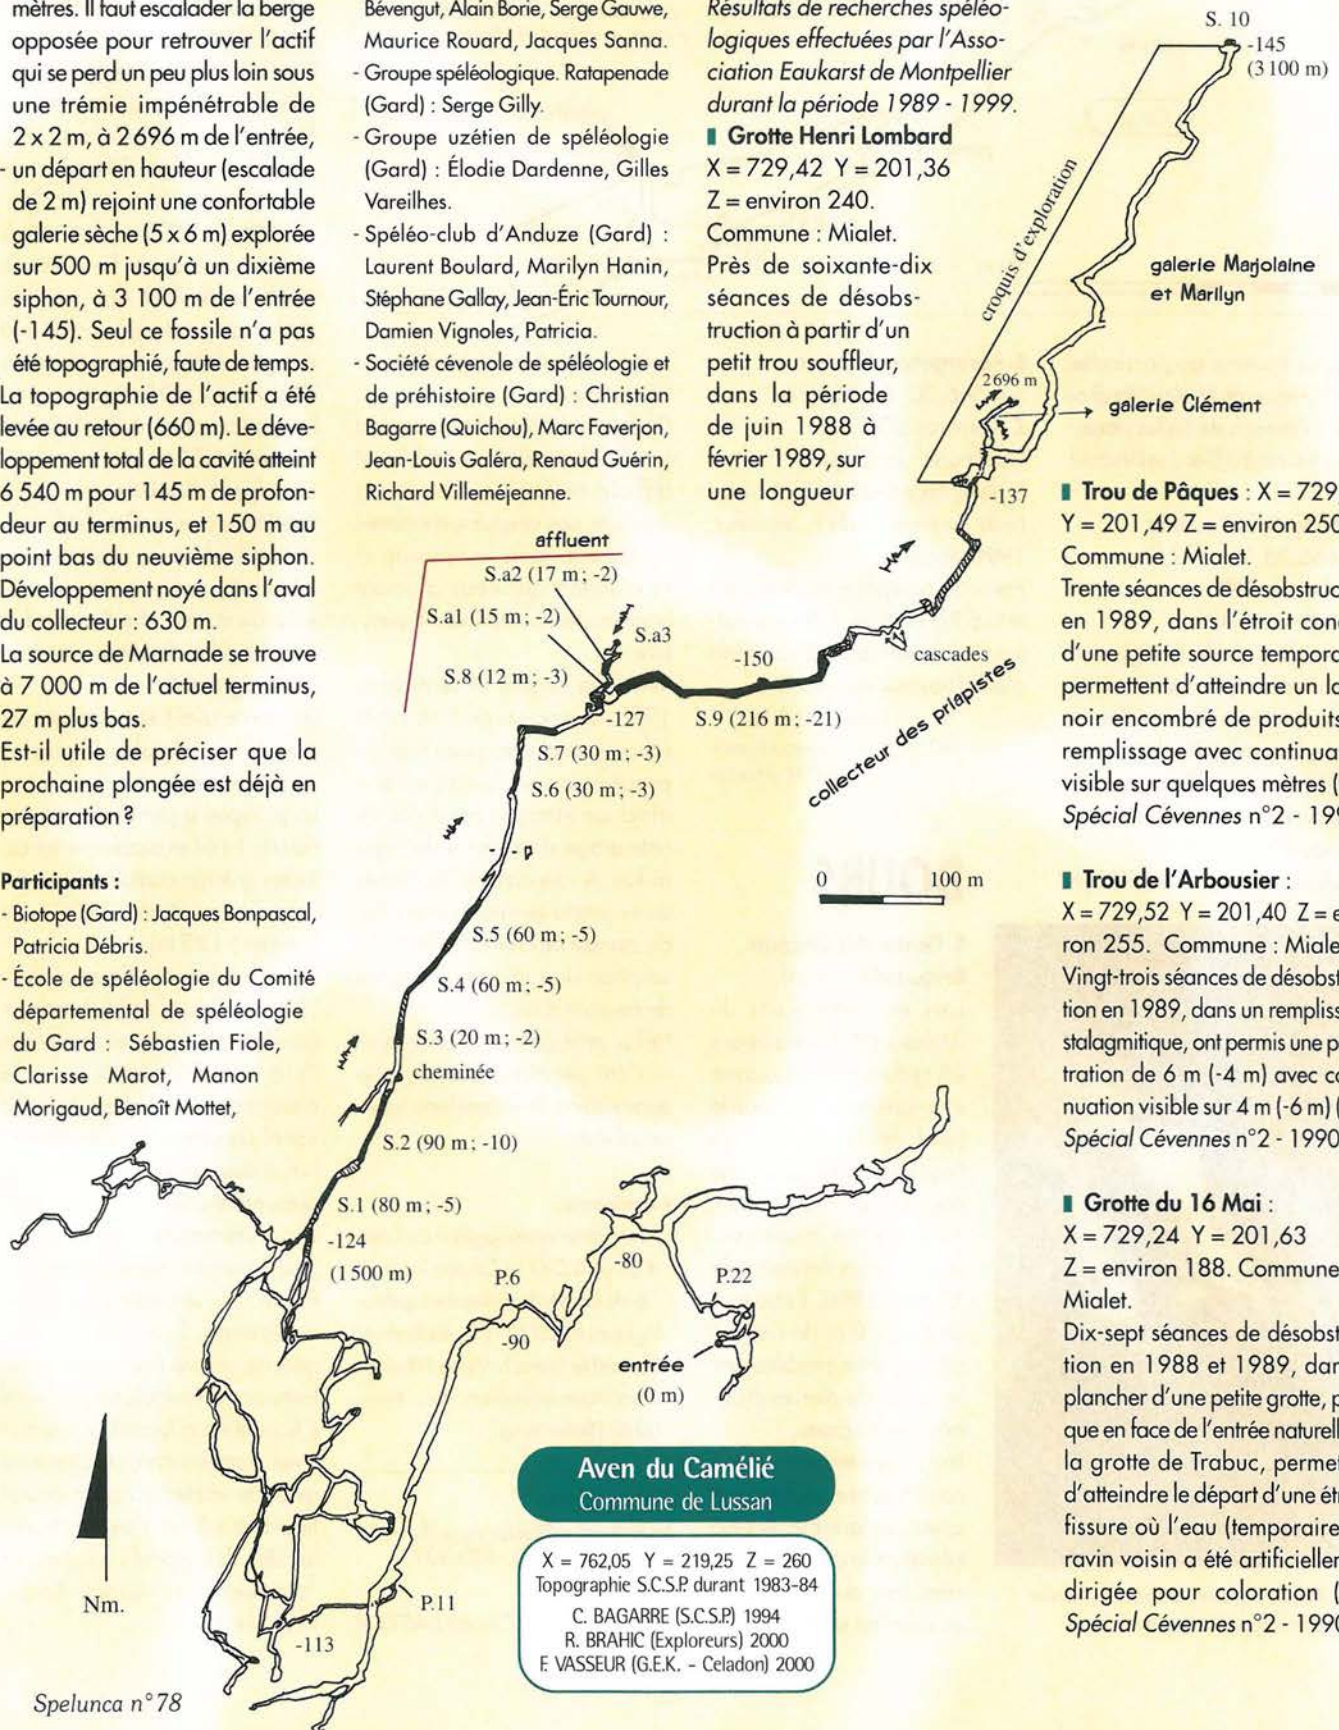 mètres. Il faut escalader la berge
opposée pour retrouver l'actif
qui se perd un peu plus loin sous
une trémie impénétrable de
2 x 2 m, à 2 696 m de l'entrée,
- un départ en hauteur (escalade
de 2 m) rejoint une confortable
galerie sèche (5 x 6 m) explorée
sur 500 m jusqu'à un dixième
siphon, à 3 100 m de l'entrée
(-145). Seul ce fossile n'a pas
été topographié, faute de temps.
La topographie de l'actif a été
levée au retour (660 m). Le déve-
loppement total de la cavité atteint
6 540 m pour 145 m de profon-
deur au terminus, et 150 m au
point bas du neuvième siphon.
Développement noyé dans l'aval
du collecteur : 630 m.
La source de Marnade se trouve
à 7 000 m de l'actuel terminus,
27 m plus bas.
Est-il utile de préciser que la
prochaine plongée est déjà en
préparation ?
Participants :
- Biotope (Gard) : Jacques Bonpascal,
Patricia Débris.
- École de spéléologie du Comité
départemental de spéléologie
du Gard : Sébastien Fiole,
Clarisse Marot, Manon
Morigaud, Benoît Mottet,
Bévengut, Alain Borie, Serge Gauwe,
Maurice Rouard, Jacques Sanna.
- Groupe spéléologique. Ratapenade
(Gard) : Serge Gilly.
- Groupe uzétien de spéléologie
(Gard) : Élodie Dardenne, Gilles
Vareilhes.
- Spéléo-club d'Anduze (Gard) :
Laurent Boulard, Marilyn Hanin,
Stéphane Gallay, Jean-Éric Tournour,
Damien Vignoles, Patricia.
- Société cévenole de spéléologie et
de préhistoire (Gard) : Christian
Bagarre (Quichou), Marc Faverjon,
Jean-Louis Galéra, Renaud Guérin,
Richard Villeméjeanne.
Résultats de recherches spéléo-
logiques effectuées par l'Asso-
ciation Eaukarst de Montpellier
durant la période 1989 - 1999.
Grotte Henri Lombard
X = 729,42 Y = 201,36
Z = environ 240.
Commune : Mialet.
Près de soixante-dix
séances de désobs-
truction à partir d'un
petit trou souffleur,
dans la période
de juin 1988 à
février 1989, sur
une longueur
Trou de Pâques : X = 729,
Y = 201,49 Z = environ 250
Commune : Mialet.
Trente séances de désobstruc
en 1989, dans l'étroit con
d'une petite source tempora
permettent d'atteindre un la
noir encombré de produits
remplissage avec continua
visible sur quelques mètres (
Spécial Cévennes n°2 - 19
Trou de l'Arbousier :
X = 729,52 Y = 201,40 Z = e
ron 255. Commune : Miale
Vingt-trois séances de désobst
tion en 1989, dans un remplis
stalagmitique, ont permis une p
tration de 6 m (-4 m) avec co
nuation visible sur 4 m (-6 m) (
Spécial Cévennes n°2 - 1990
Grotte du 16 Mai :
X = 729,24 Y = 201,63
Z = environ 188. Commune
Mialet.
Dix-sept séances de désobst
tion en 1988 et 1989, dan
plancher d'une petite grotte, p
que en face de l'entrée naturell
la grotte de Trabuc, permet
d'atteindre le départ d'une étr
fissure où l'eau (temporaire
ravin voisin a été artificieller
dirigée pour coloration (
Spécial Cévennes n°2 - 1990
S. 10
-145
(3 100 m)
croquis d'exploration
galerie Marjolaine
et Marilyn
2 696 m
galerie Clément
-137
affluent
S.a2 (17 m ; -2)
S.a1 (15 m ; -2)
S.a3
S.8 (12 m ; -3)
-150
cascades
-127
S.9 (216 m ; -21)
collecteur des priapistes
S.7 (30 m ; -3)
S.6 (30 m ; -3)
0 100 m
S.5 (60 m ; -5)
S.4 (60 m ; -5)
S.3 (20 m ; -2)
cheminée
S.2 (90 m ; -10)
S.1 (80 m ; -5)
-124
(1 500 m)
P.6
-80
P.22
-90
entrée
(0 m)
Aven du Camélié
Commune de Lussan
X = 762,05 Y = 219,25 Z = 260
Topographie S.C.S.P. durant 1983-84
C. BAGARRE (S.C.S.P.) 1994
R. BRAHIC (Exploreurs) 2000
F. VASSEUR (G.E.K. - Celadon) 2000
Nm.
P.11
-113
Spelunca n°78